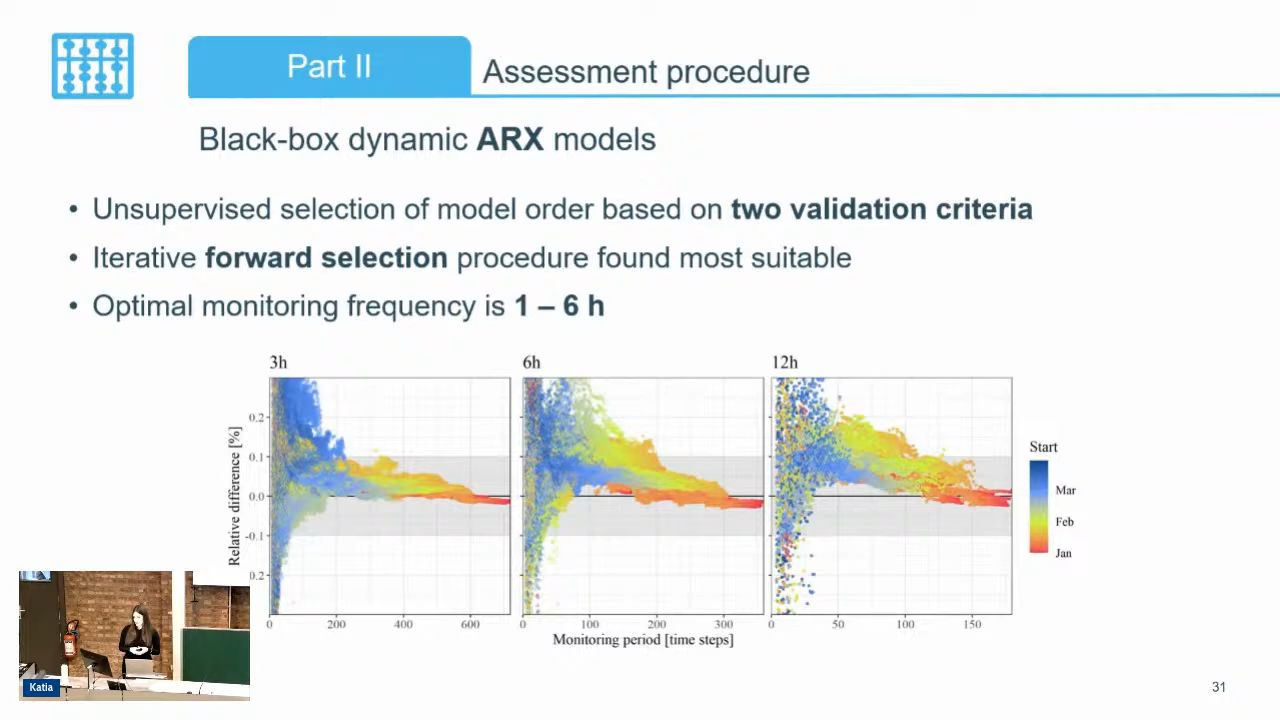 Part II
Assessment procedure
Black-box dynamic ARX models
• Unsupervised selection of model order based on two validation criteria
• Iterative forward selection procedure found most suitable
• Optimal monitoring frequency is 1 – 6 h
3h
6h
12h
Relative difference [%]
0.2
0.1
0.0
-0.1
0.2
0 200 400 600
0 100 200 300
0 50 100 150
Monitoring period [time steps]
Start
Mar
Feb
Jan
Katia
31